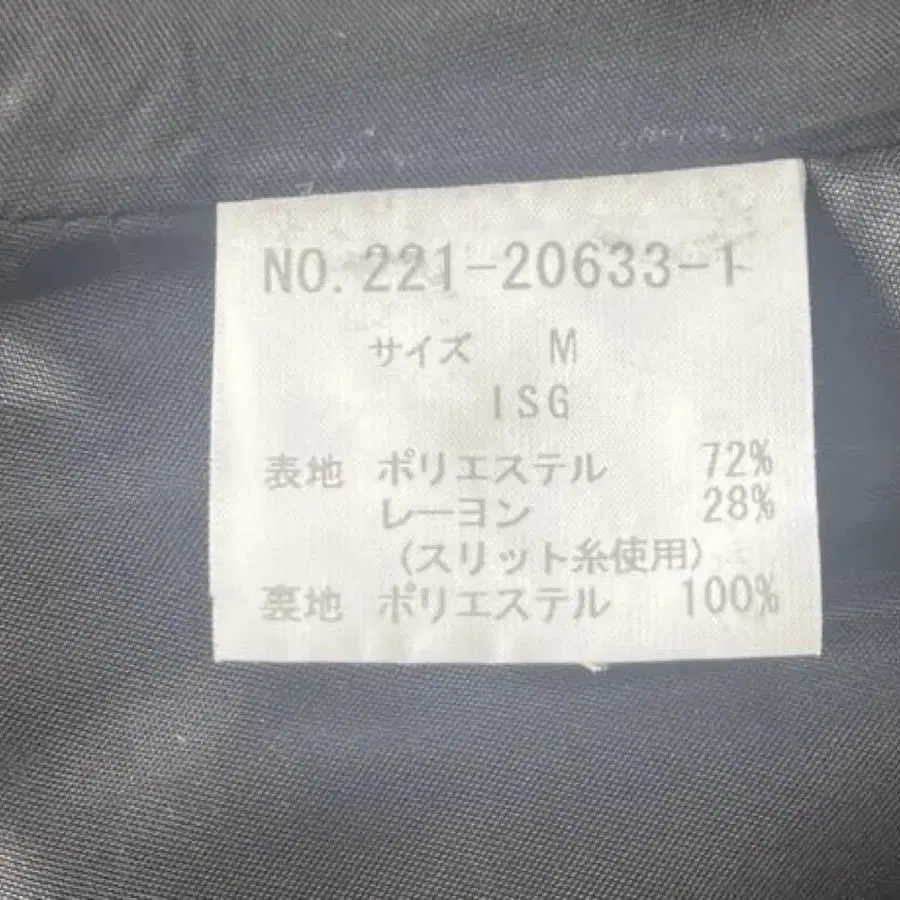 NO. 221-20633-1
サイズ M
ISG
表地 ポリエステル 72%
レーヨン 28%
(スリット糸使用)
裏地 ポリエステル 100%